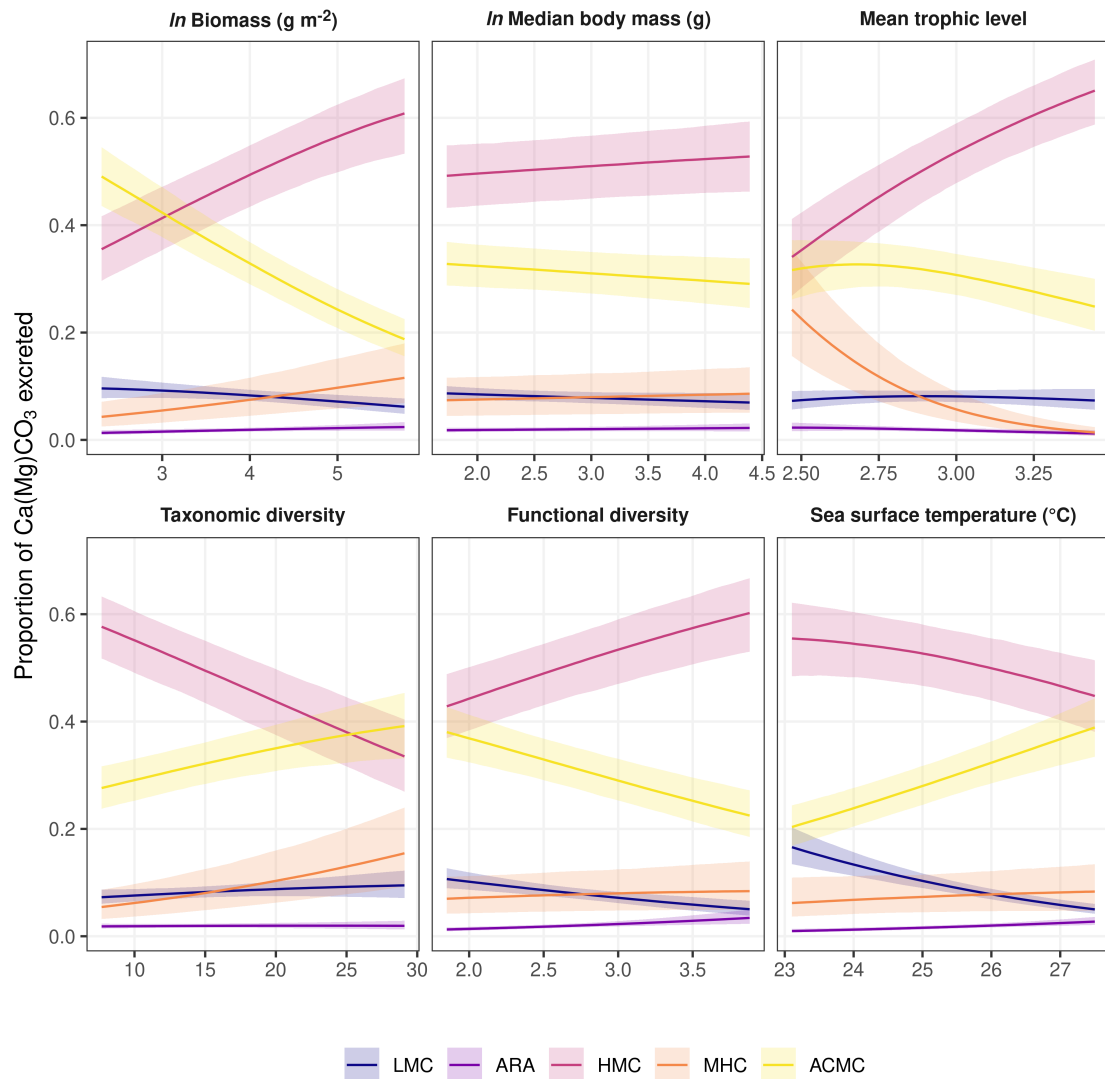 ln Biomass (g m-2)
ln Median body mass (g)
Mean trophic level
0.6
0.4
0.2
0.0
3 4 5
2.0 2.5 3.0 3.5 4.0 4.5
2.50 2.75 3.00 3.25
Proportion of Ca(Mg)CO3 excreted
Taxonomic diversity
Functional diversity
Sea surface temperature (°C)
0.6
0.4
0.2
0.0
10 15 20 25 30
2.0 2.5 3.0 3.5
23 24 25 26 27
LMC ARA HMC MHC ACMC